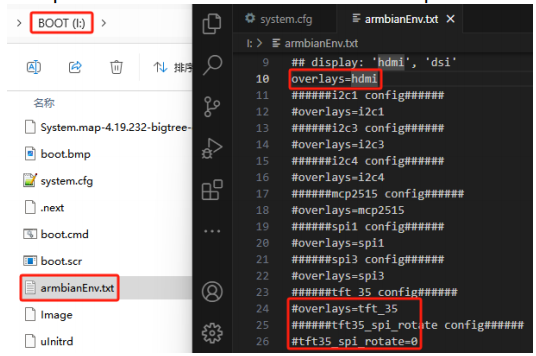 BOOT (I:)
排序
名称
System.map-4.19.232-bigtree-
boot.bmp
system.cfg
.next
boot.cmd
boot.scr
armbianEnv.txt
Image
uInitrd
system.cfg
armbianEnv.txt
I: > armbianEnv.txt
9 ## display: 'hdmi', 'dsi'
10 overlays=hdmi
11 ######i2c1 config######
12 #overlays=i2c1
13 ######i2c3 config######
14 #overlays=i2c3
15 ######i2c4 config######
16 #overlays=i2c4
17 ######mcp2515 config######
18 #overlays=mcp2515
19 ######spi1 config######
20 #overlays=spi1
21 ######spi3 config######
22 #overlays=spi3
23 ######tft_35 config######
24 #overlays=tft_35
25 ######tft35_spi_rotate config######
26 #tft35_spi_rotate=0